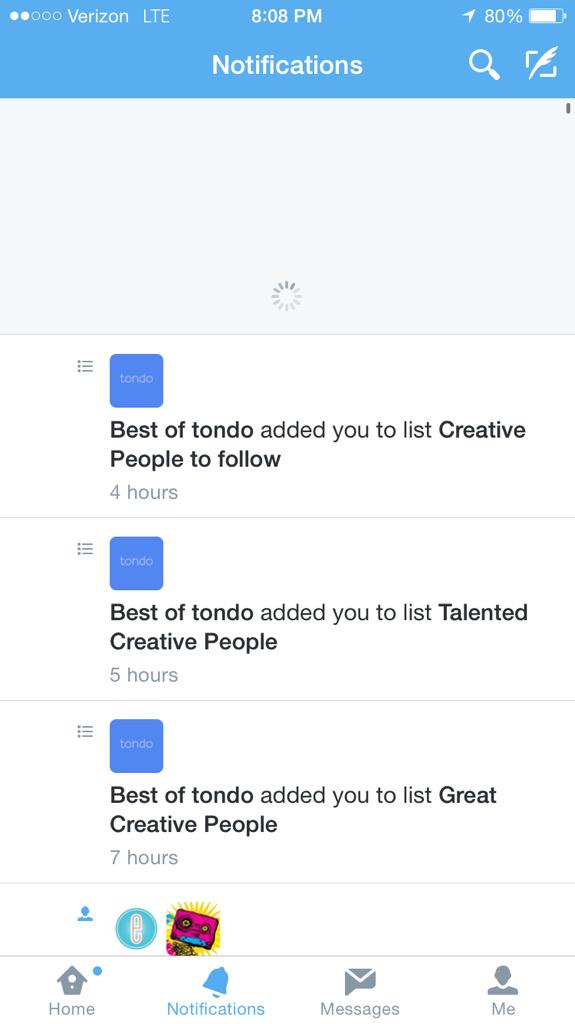 Verizon LTE 8:08 PM 80%
Notifications
tondo
Best of tondo added you to list Creative
People to follow
4 hours
tondo
Best of tondo added you to list Talented
Creative People
5 hours
tondo
Best of tondo added you to list Great
Creative People
7 hours
e
Home Notifications Messages Me